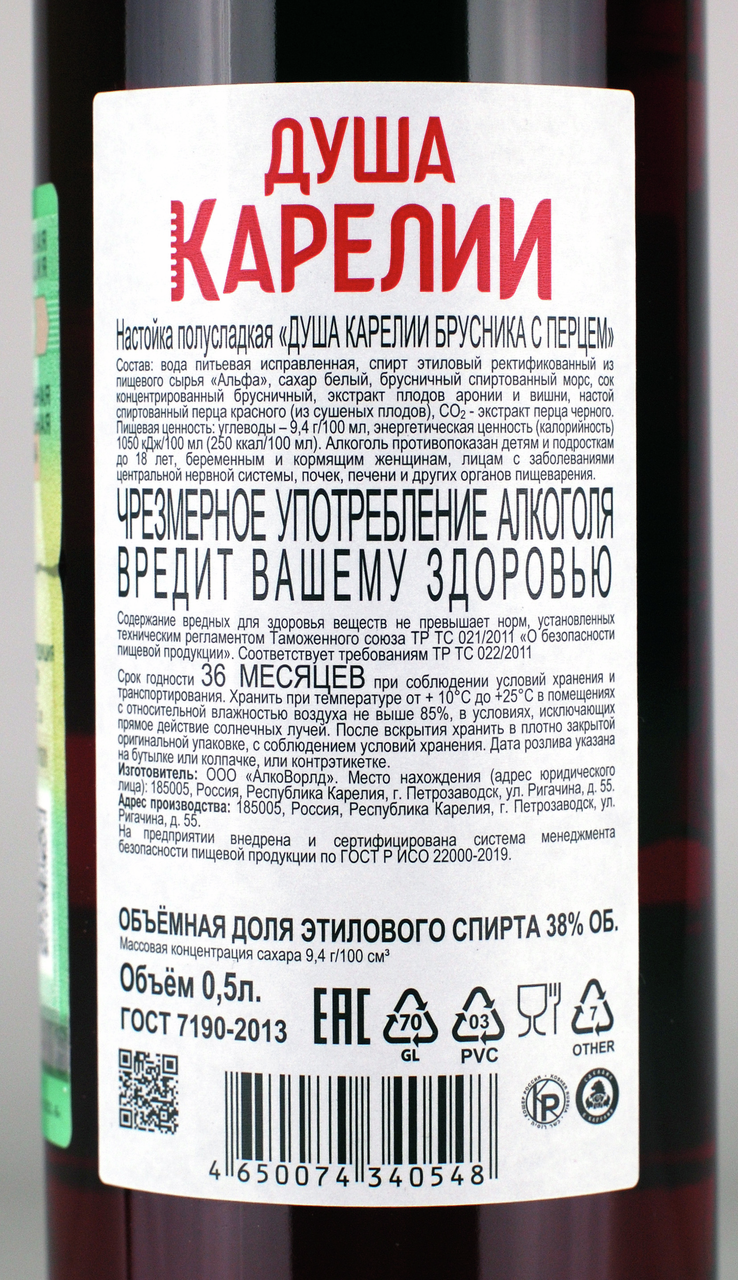 ДУША
КАРЕЛИИ
Настойка полусладкая «ДУША КАРЕЛИИ БРУСНИКА С ПЕРЦЕМ»
Состав: вода питьевая исправленная, спирт этиловый ректификованный из
пищевого сырья «Альфа», сахар белый, брусничный спиртованный морс, сок
концентрированный брусничный, экстракт плодов аронии и вишни, настой
спиртованный перца красного (из сушеных плодов), CO₂ - экстракт перца черного.
Пищевая ценность: углеводы – 9,4 г/100 мл, энергетическая ценность (калорийность)
1050 кДж/100 мл (250 ккал/100 мл). Алкоголь противопоказан детям и подросткам
до 18 лет, беременным и кормящим женщинам, лицам с заболеваниями
центральной нервной системы, почек, печени и других органов пищеварения.
ЧРЕЗМЕРНОЕ УПОТРЕБЛЕНИЕ АЛКОГОЛЯ
ВРЕДИТ ВАШЕМУ ЗДОРОВЬЮ
Содержание вредных для здоровья веществ не превышает норм, установленных
техническим регламентом Таможенного союза ТР ТС 021/2011 «О безопасности
пищевой продукции». Соответствует требованиям ТР ТС 022/2011
Срок годности 36 МЕСЯЦЕВ при соблюдении условий хранения и
транспортирования. Хранить при температуре от + 10°С до +25°С в помещениях
с относительной влажностью воздуха не выше 85%, в условиях, исключающих
прямое действие солнечных лучей. После вскрытия хранить в плотно закрытой
оригинальной упаковке, с соблюдением условий хранения. Дата розлива указана
на бутылке или колпачке, или контрэтикетке.
Изготовитель: ООО «АлкоВорлд». Место нахождения (адрес юридического
лица): 185005, Россия, Республика Карелия, г. Петрозаводск, ул. Ригачина, д. 55.
Адрес производства: 185005, Россия, Республика Карелия, г. Петрозаводск, ул.
Ригачина, д. 55.
На предприятии внедрена и сертифицирована система менеджмента
безопасности пищевой продукции по ГОСТ Р ИСО 22000-2019.
ОБЪЁМНАЯ ДОЛЯ ЭТИЛОВОГО СПИРТА 38% ОБ.
Массовая концентрация сахара 9,4 г/100 см³
Объём 0,5л.
ГОСТ 7190-2013
EAC
70
GL
03
PVC
7
OTHER
4 650074 340548